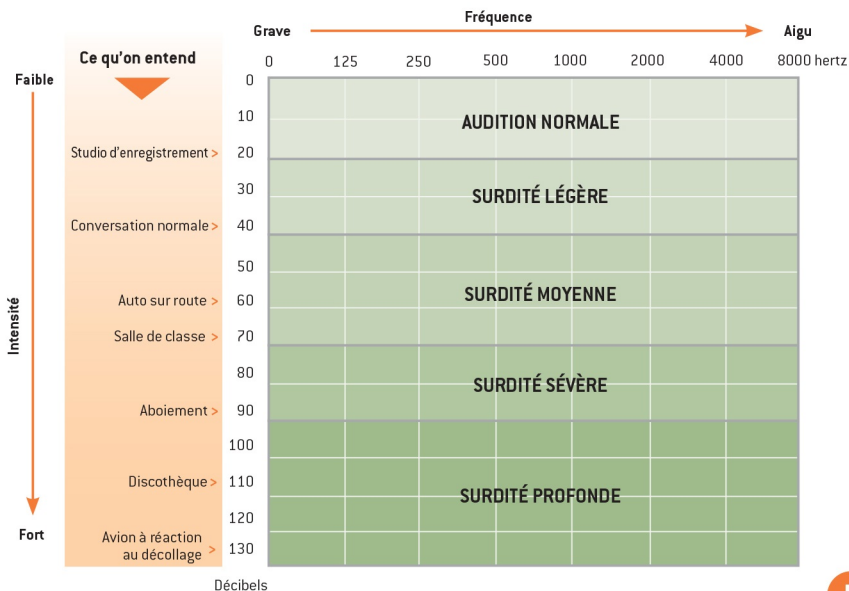 Fréquence
Grave
Aigu
Ce qu'on entend
0 125 250 500 1000 2000 4000 8000 hertz
Faible
0
10
AUDITION NORMALE
Studio d'enregistrement > 20
30
SURDITÉ LÉGÈRE
Conversation normale > 40
50
SURDITÉ MOYENNE
Auto sur route > 60
Intensité
Salle de classe > 70
80
SURDITÉ SÉVÈRE
Aboiement > 90
100
Discothèque > 110
SURDITÉ PROFONDE
120
Fort
Avion à réaction
au décollage > 130
Décibels